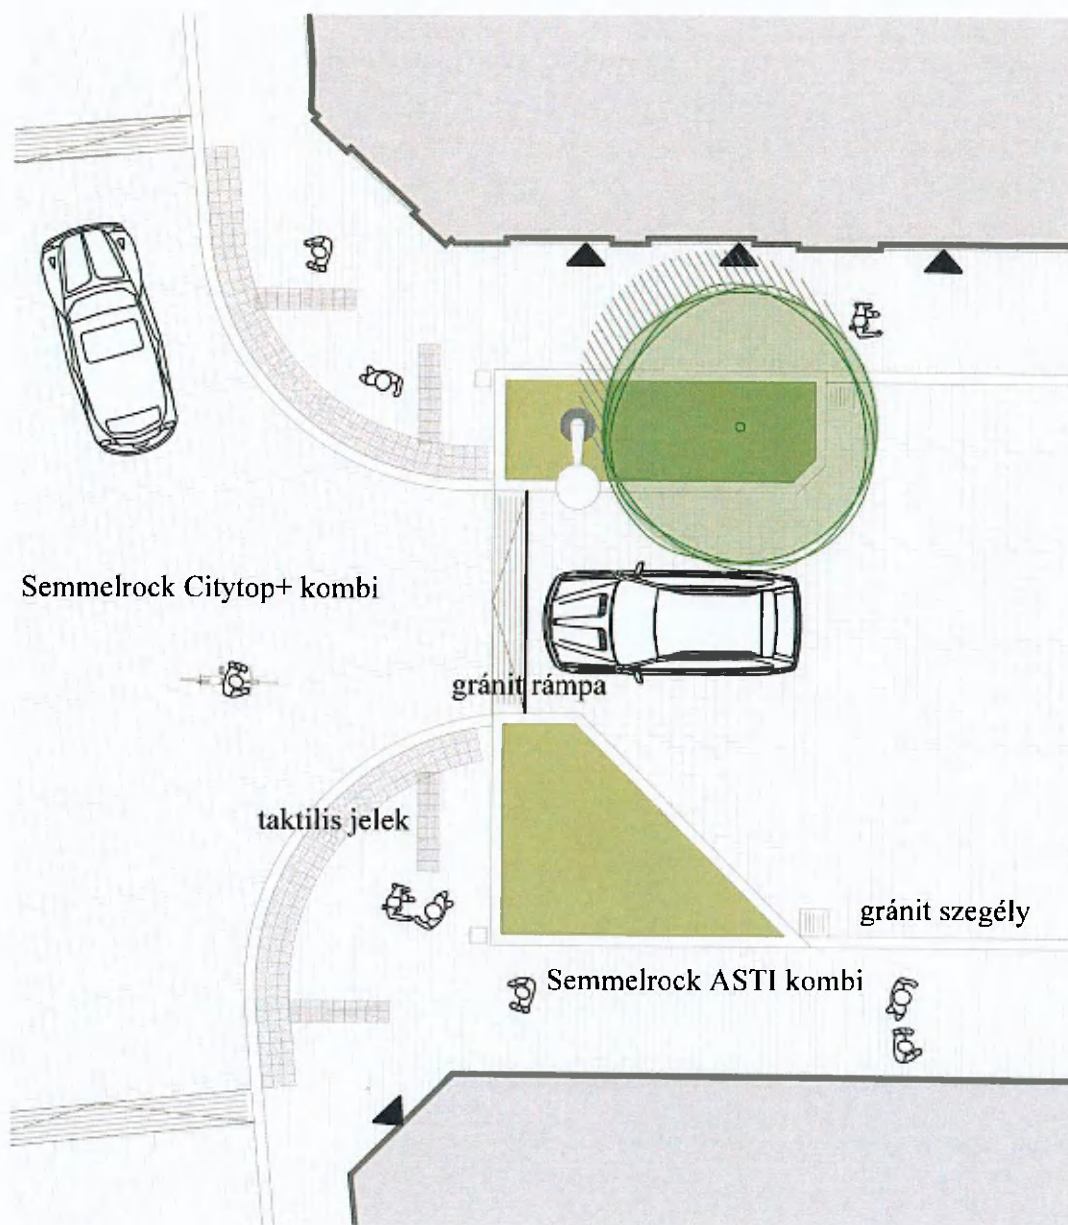 Semmelrock Citytop+ kombi
gránit rámpa
taktilis jelek
gránit szegély
Semmelrock ASTI kombi